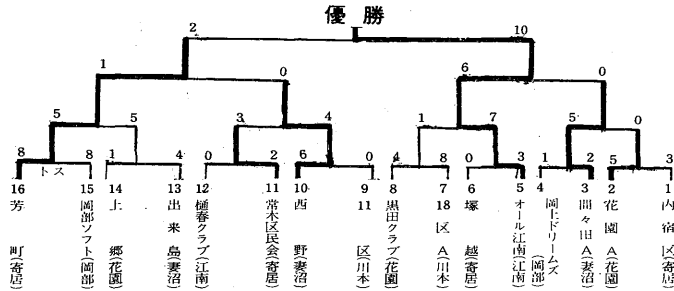 優勝
2 10
1 0 6 0
5 5 3 4 1 7 5 0
8 8 1 4 0 2 6 0 4 8 0 3 1 2 5 3
トス
16 15 14 13 12 11 10 9 8 7 6 5 4 3 2 1
芳町(寄居)
岡部ソフト(岡部)
上郷(花園)
出来島(妻沼)
樋春クラブ(江南)
常木区民会(寄居)
西野(妻沼)
11区(川本)
黒田クラブ(花園)
18区A(川本)
塚越(寄居)
オール江南(江南)
岡上ドリームズ(岡部)
間々田A(妻沼)
花園A(花園)
内宿区(寄居)